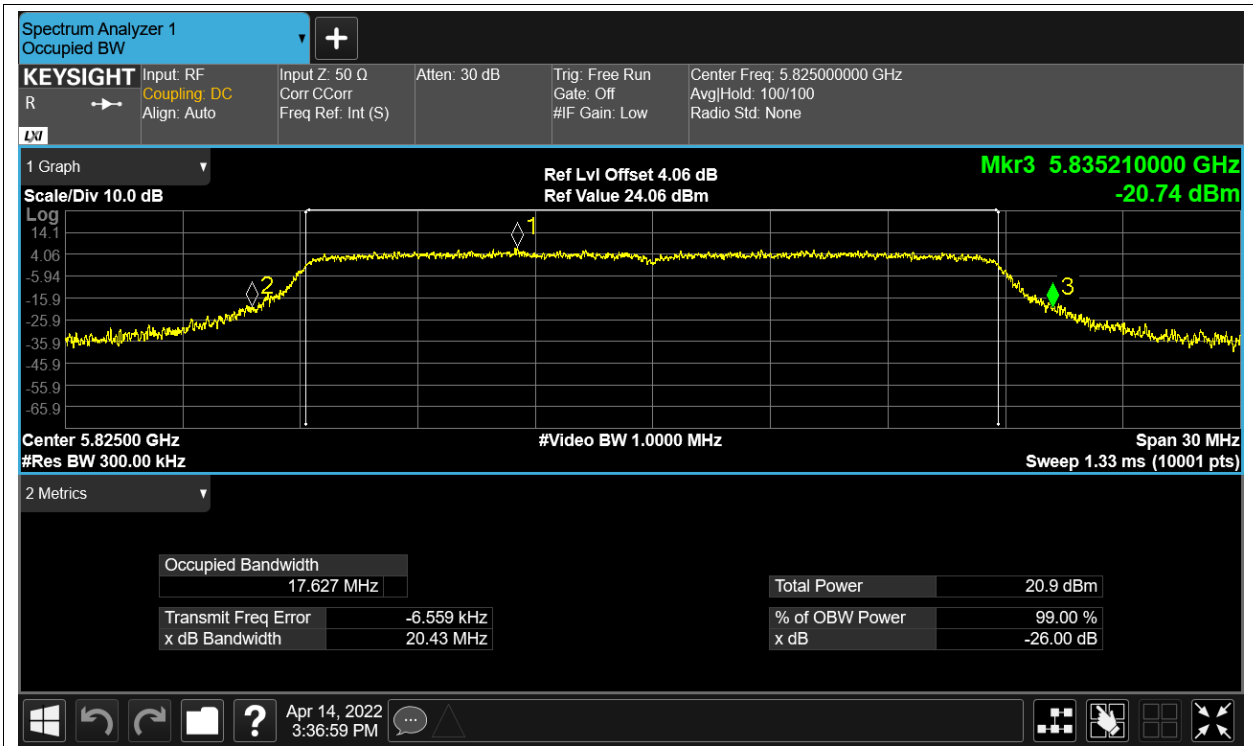 Spectrum Analyzer 1
Occupied BW
KEYSIGHT
R
LXI
Input: RF
Coupling: DC
Align: Auto
Input Z: 50 Ω
Corr CCorr
Freq Ref: Int (S)
Atten: 30 dB
Trig: Free Run
Gate: Off
#IF Gain: Low
Center Freq: 5.825000000 GHz
Avg|Hold: 100/100
Radio Std: None
1 Graph
Scale/Div 10.0 dB
Ref Lvl Offset 4.06 dB
Ref Value 24.06 dBm
Mkr3 5.835210000 GHz
-20.74 dBm
Log
14.1
4.06
-5.94
-15.9
-25.9
-35.9
-45.9
-55.9
-65.9
1
2
3
Center 5.82500 GHz
#Res BW 300.00 kHz
#Video BW 1.0000 MHz
Span 30 MHz
Sweep 1.33 ms (10001 pts)
2 Metrics
Occupied Bandwidth
17.627 MHz
Transmit Freq Error -6.559 kHz
x dB Bandwidth 20.43 MHz
Total Power 20.9 dBm
% of OBW Power 99.00 %
x dB -26.00 dB
?
Apr 14, 2022
3:36:59 PM